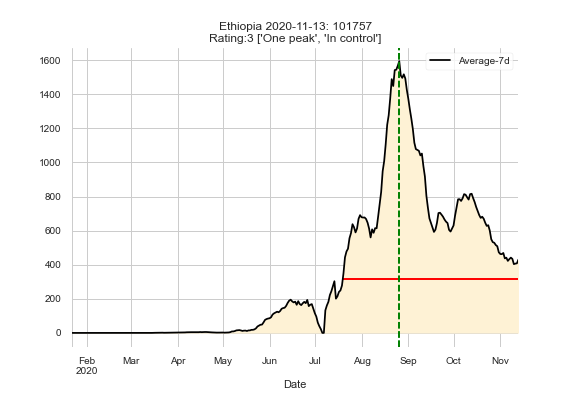 Ethiopia 2020-11-13: 101757
Rating:3 ['One peak', 'In control']
Average-7d
1600
1400
1200
1000
800
600
400
200
0
Feb Mar Apr May Jun Jul Aug Sep Oct Nov
2020
Date